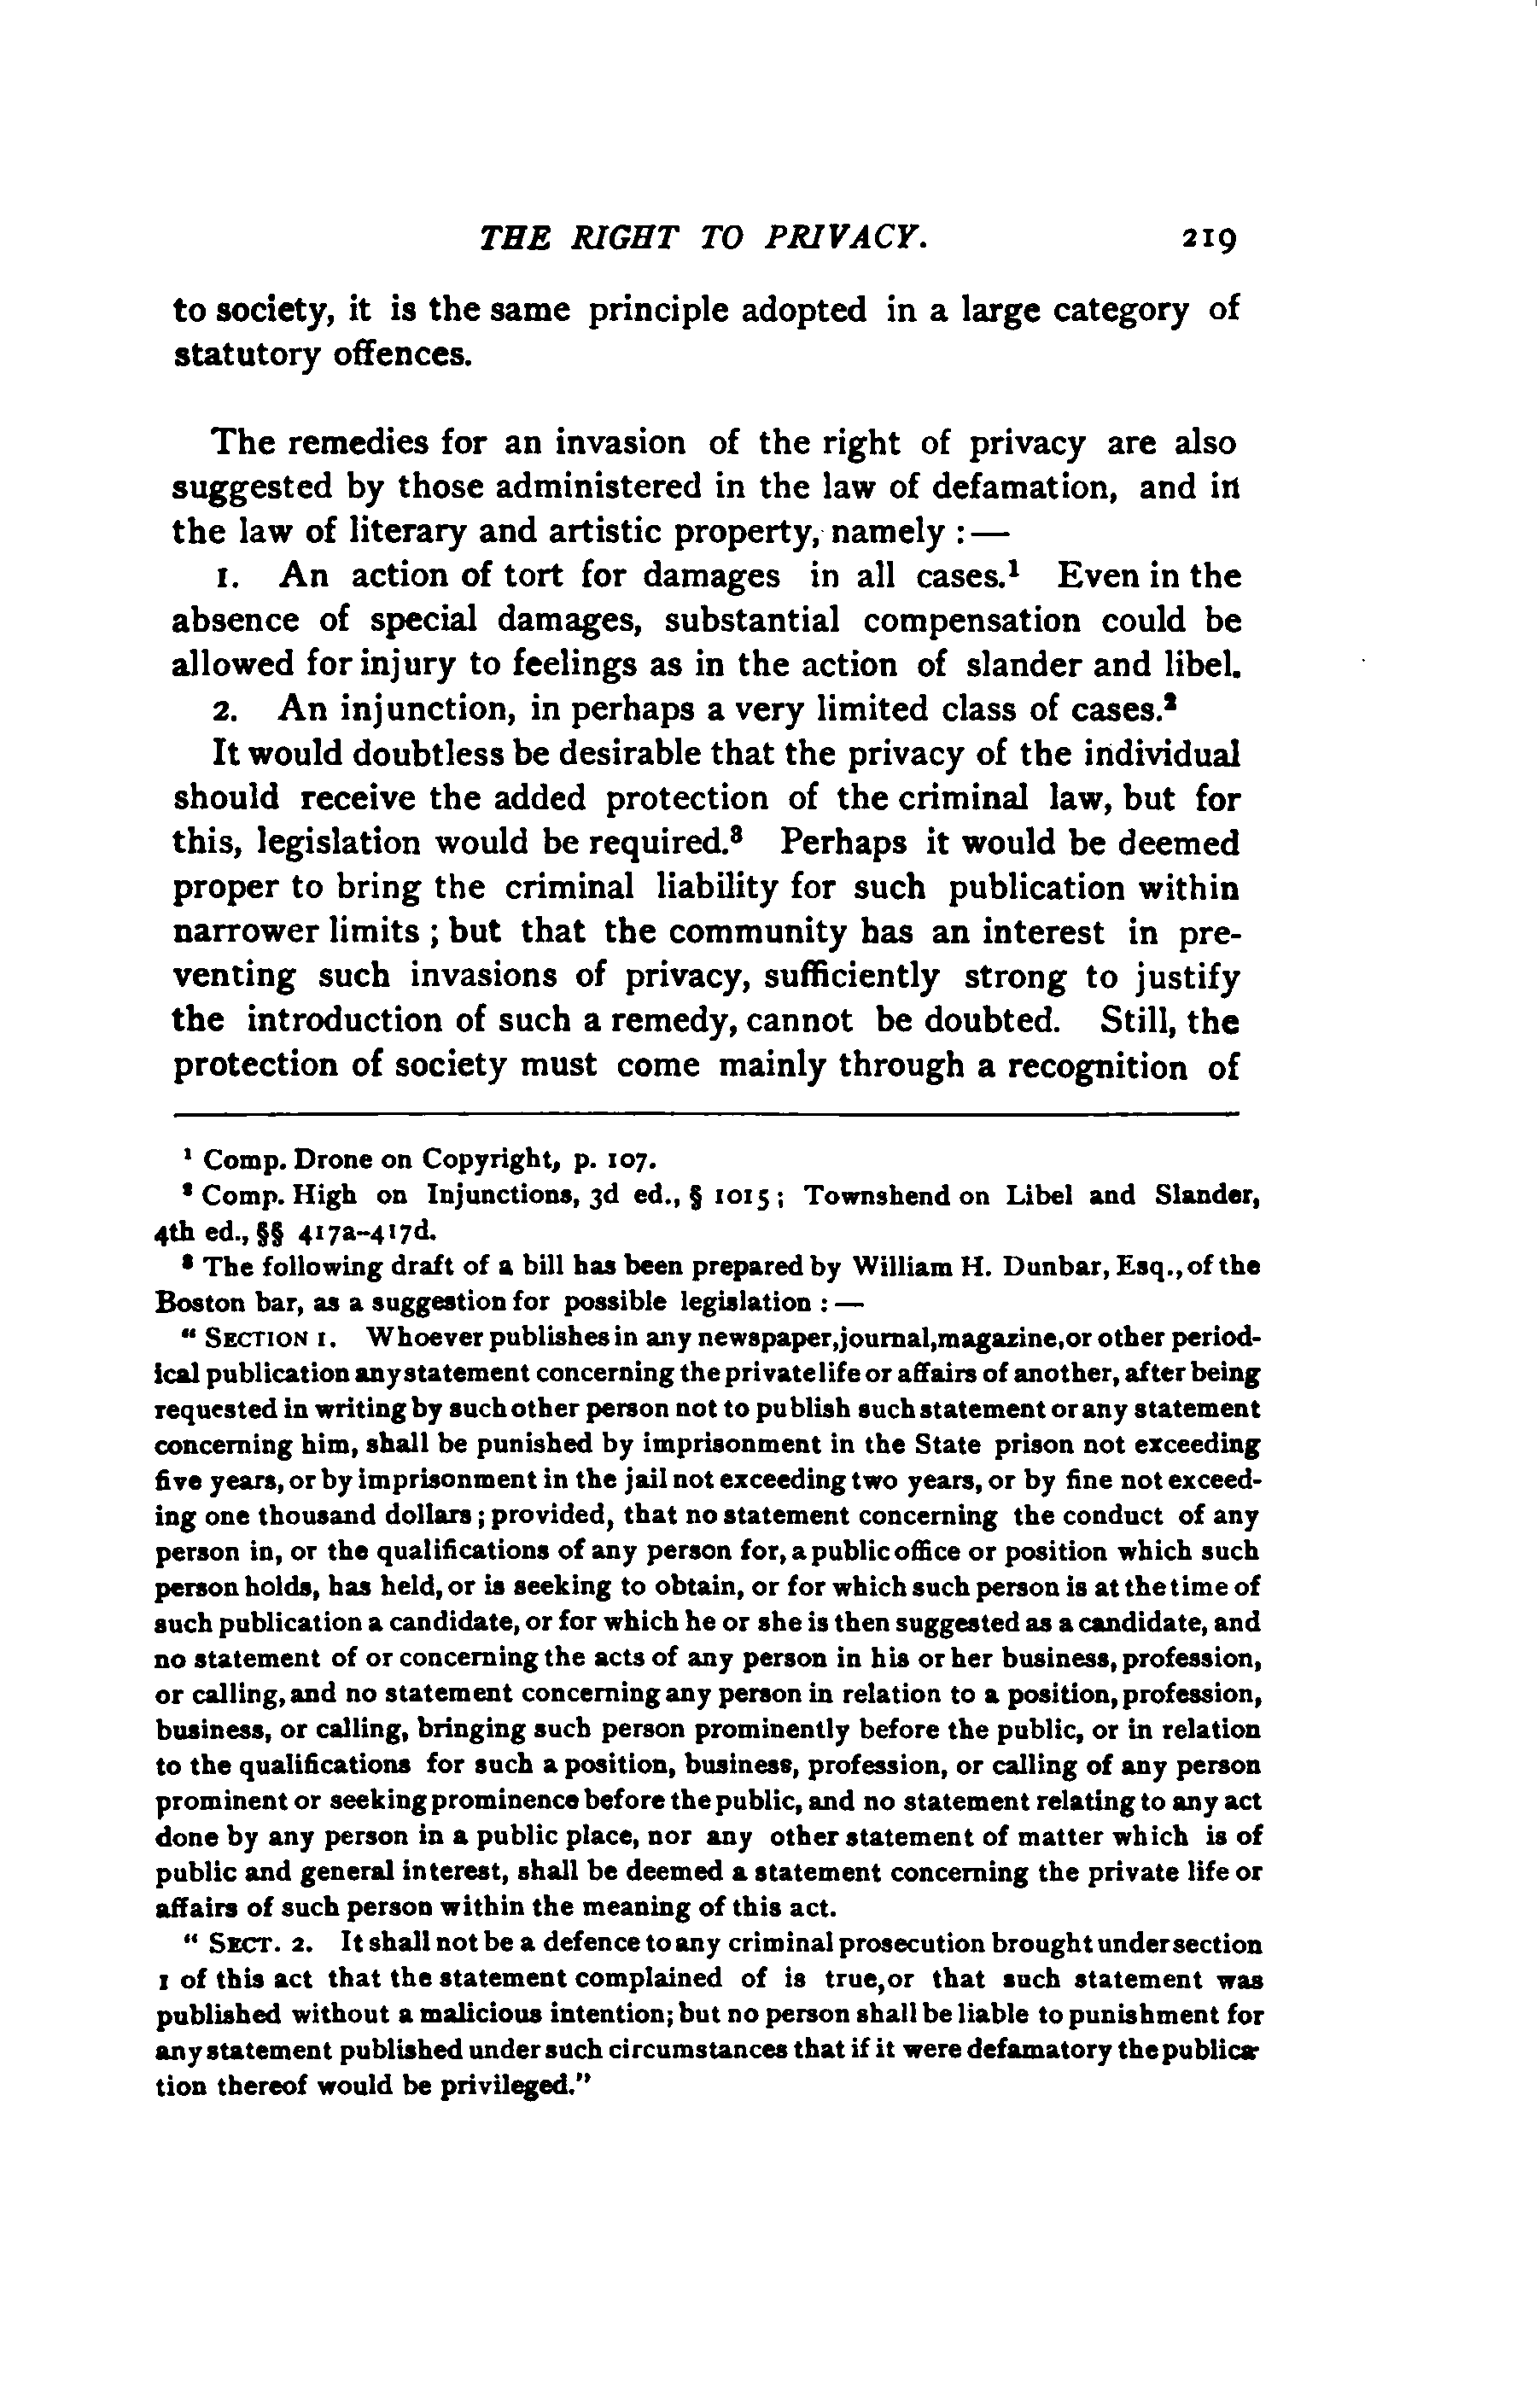 THE RIGHT TO PRIVACY. 219
to society, it is the same principle adopted in a large category of
statutory offences.
The remedies for an invasion of the right of privacy are also
suggested by those administered in the law of defamation, and in
the law of literary and artistic property, namely : —
1. An action of tort for damages in all cases.¹ Even in the
absence of special damages, substantial compensation could be
allowed for injury to feelings as in the action of slander and libel.
2. An injunction, in perhaps a very limited class of cases.²
It would doubtless be desirable that the privacy of the individual
should receive the added protection of the criminal law, but for
this, legislation would be required.³ Perhaps it would be deemed
proper to bring the criminal liability for such publication within
narrower limits ; but that the community has an interest in pre-
venting such invasions of privacy, sufficiently strong to justify
the introduction of such a remedy, cannot be doubted. Still, the
protection of society must come mainly through a recognition of
¹ Comp. Drone on Copyright, p. 107.
² Comp. High on Injunctions, 3d ed., § 1015 ; Townshend on Libel and Slander,
4th ed., §§ 417a-417d.
³ The following draft of a bill has been prepared by William H. Dunbar, Esq., of the
Boston bar, as a suggestion for possible legislation : —
" SECTION 1. Whoever publishes in any newspaper, journal, magazine, or other period-
ical publication any statement concerning the private life or affairs of another, after being
requested in writing by such other person not to publish such statement or any statement
concerning him, shall be punished by imprisonment in the State prison not exceeding
five years, or by imprisonment in the jail not exceeding two years, or by fine not exceed-
ing one thousand dollars ; provided, that no statement concerning the conduct of any
person in, or the qualifications of any person for, a public office or position which such
person holds, has held, or is seeking to obtain, or for which such person is at the time of
such publication a candidate, or for which he or she is then suggested as a candidate, and
no statement of or concerning the acts of any person in his or her business, profession,
or calling, and no statement concerning any person in relation to a position, profession,
business, or calling, bringing such person prominently before the public, or in relation
to the qualifications for such a position, business, profession, or calling of any person
prominent or seeking prominence before the public, and no statement relating to any act
done by any person in a public place, nor any other statement of matter which is of
public and general interest, shall be deemed a statement concerning the private life or
affairs of such person within the meaning of this act.
" SECT. 2. It shall not be a defence to any criminal prosecution brought under section
1 of this act that the statement complained of is true, or that such statement was
published without a malicious intention; but no person shall be liable to punishment for
any statement published under such circumstances that if it were defamatory the publica-
tion thereof would be privileged."